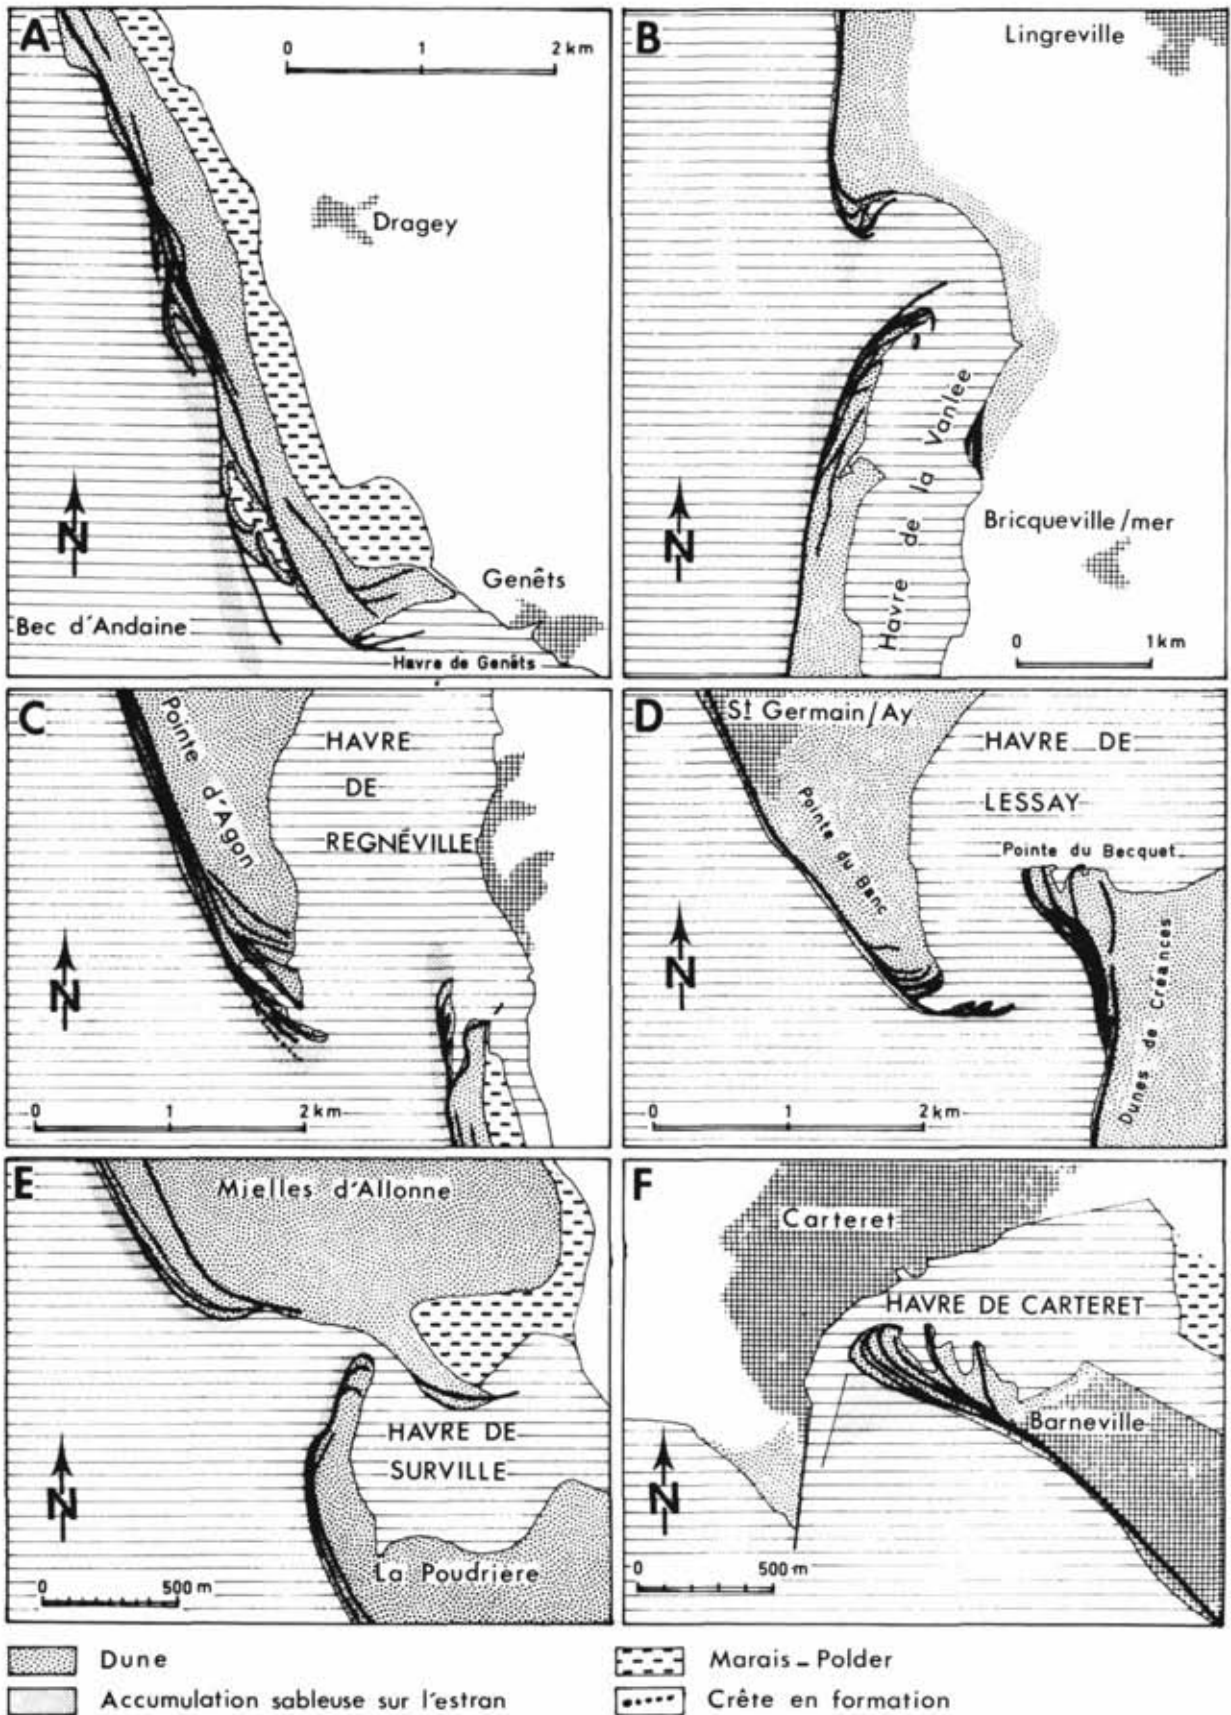 A
0 1 2 km
Dragey
N
Genêts
Bec d'Andaine
Havre de Genêts
B
Lingreville
Havre de la Vanlée
N
Bricqueville/mer
0 1 km
C
Pointe d'Agon
HAVRE
DE
REGNÉVILLE
N
0 1 2 km
D
St Germain/Ay
HAVRE DE
LESSAY
Pointe du Banc
Pointe du Becquet
N
Dunes de Créances
0 1 2 km
E
Mielles d'Allonne
HAVRE DE
SURVILLE
N
La Poudrière
0 500 m
F
Carteret
HAVRE DE CARTERET
Barneville
N
0 500 m
Dune
Marais - Polder
Accumulation sableuse sur l'estran
Crête en formation